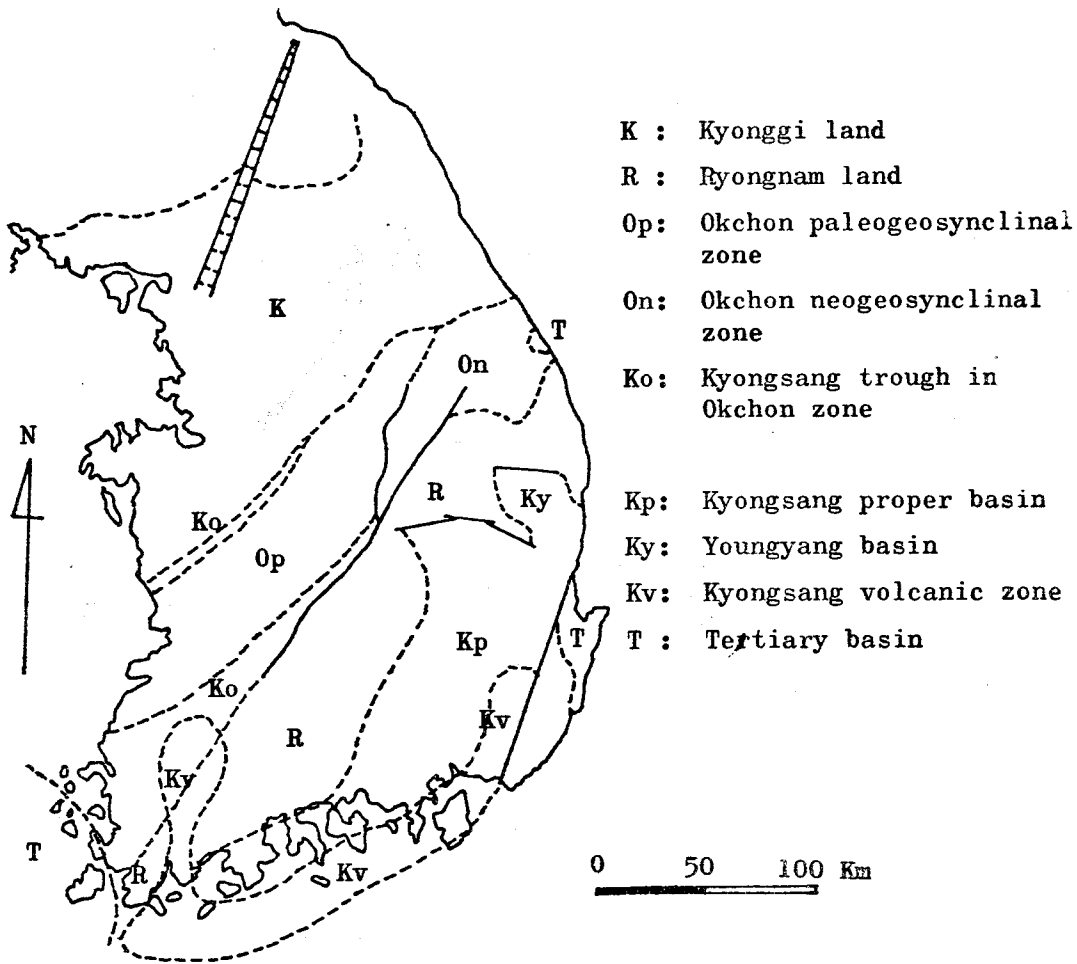 K : Kyonggi land
R : Ryongnam land
Op: Okchon paleogeosynclinal
zone
On: Okchon neogeosynclinal
zone
Ko: Kyongsang trough in
Okchon zone
Kp: Kyongsang proper basin
Ky: Youngyang basin
Kv: Kyongsang volcanic zone
T : Tertiary basin
K
T
On
N
R
Ky
Ko
Op
Kp
T
Ko
Kv
R
Ky
T
R
Kv
0 50 100 Km